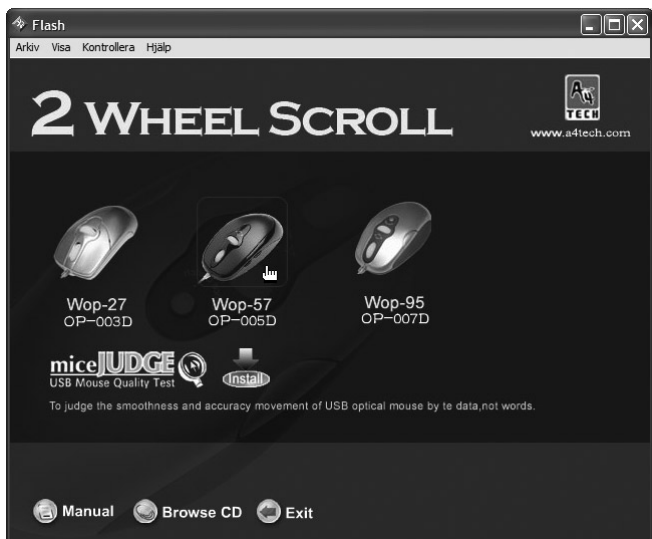 Flash
Arkiv Visa Kontrollera Hjälp
2 WHEEL SCROLL
A4
TECH
www.a4tech.com
Wop-27
OP-003D
Wop-57
OP-005D
Wop-95
OP-007D
miceJUDGE
USB Mouse Quality Test
Install
To judge the smoothness and accuracy movement of USB optical mouse by te data,not words.
Manual Browse CD Exit